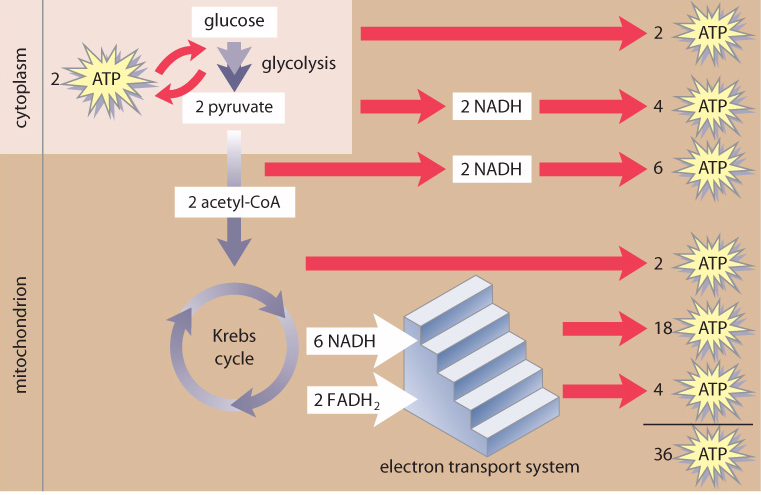 cytoplasm
glucose
2 ATP
glycolysis
2 pyruvate
2 ATP
2 NADH
4 ATP
2 NADH
6 ATP
2 acetyl-CoA
mitochondrion
2 ATP
Krebs
cycle
6 NADH
18 ATP
2 FADH₂
4 ATP
electron transport system
36 ATP